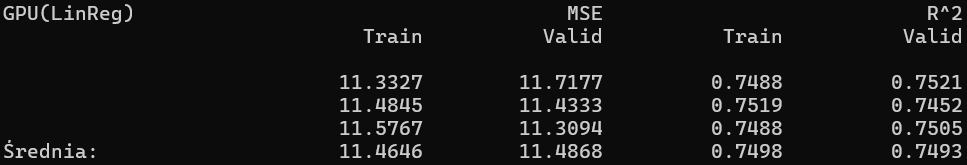 GPU(LinReg) MSE R^2
Train Valid Train Valid
11.3327 11.7177 0.7488 0.7521
11.4845 11.4333 0.7519 0.7452
11.5767 11.3094 0.7488 0.7505
Średnia: 11.4646 11.4868 0.7498 0.7493